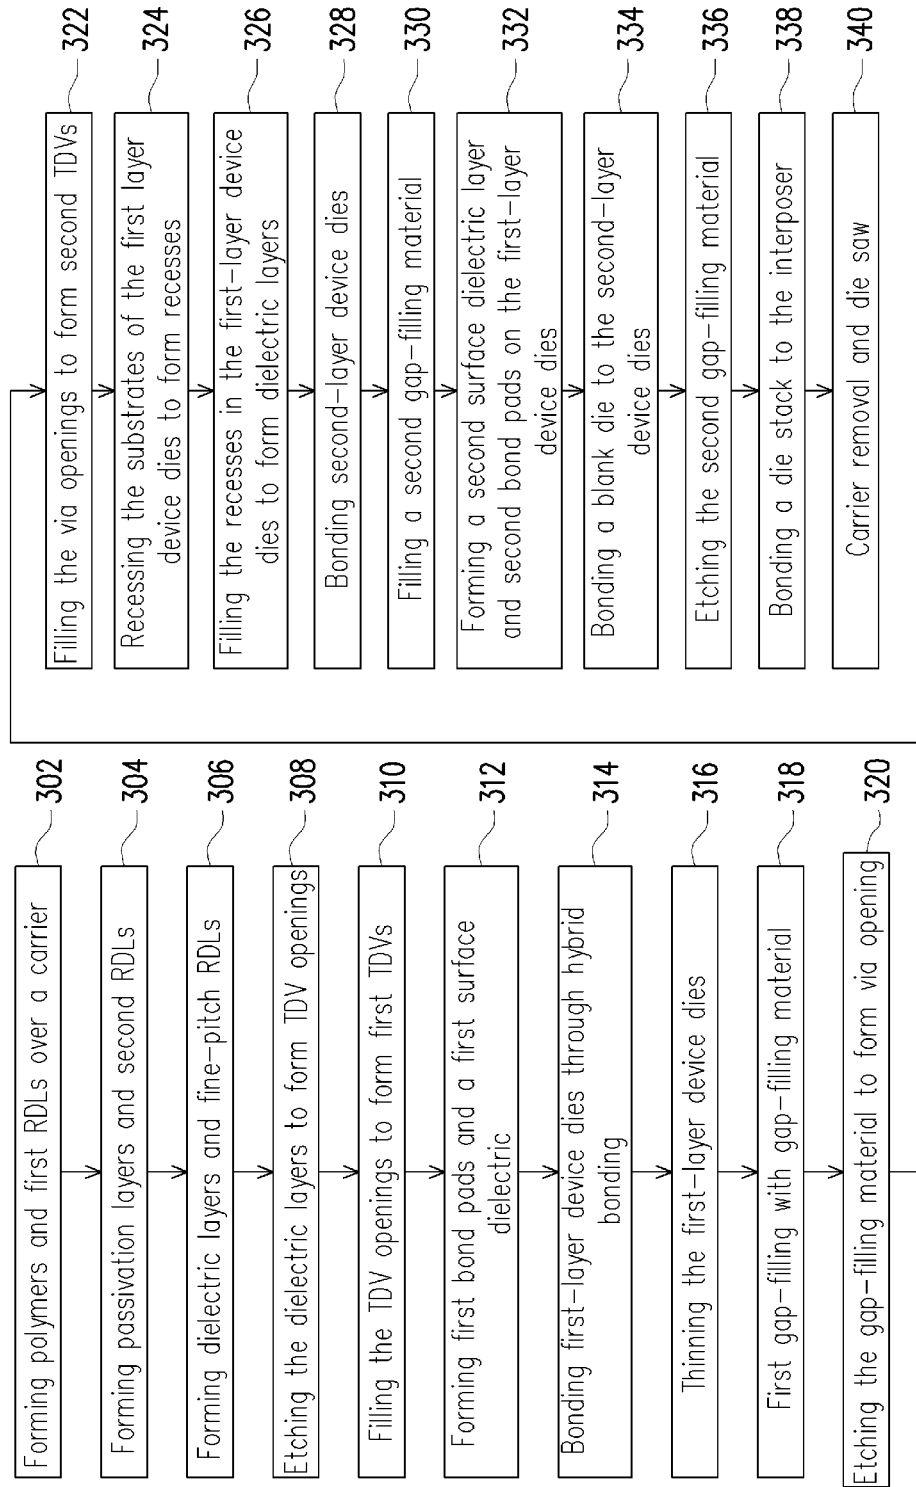 Forming polymers and first RDLs over a carrier
302
Forming passivation layers and second RDLs
304
Forming dielectric layers and fine-pitch RDLs
306
Etching the dielectric layers to form TDV openings
308
Filling the TDV openings to form first TDVs
310
Forming first bond pads and a first surface
dielectric
312
Bonding first-layer device dies through hybrid
bonding
314
Thinning the first-layer device dies
316
First gap-filling with gap-filling material
318
Etching the gap-filling material to form via opening
320
Filling the via openings to form second TDVs
322
Recessing the substrates of the first layer
device dies to form recesses
324
Filling the recesses in the first-layer device
dies to form dielectric layers
326
Bonding second-layer device dies
328
Filling a second gap-filling material
330
Forming a second surface dielectric layer
and second bond pads on the first-layer
device dies
332
Bonding a blank die to the second-layer
device dies
334
Etching the second gap-filling material
336
Bonding a die stack to the interposer
338
Carrier removal and die saw
340